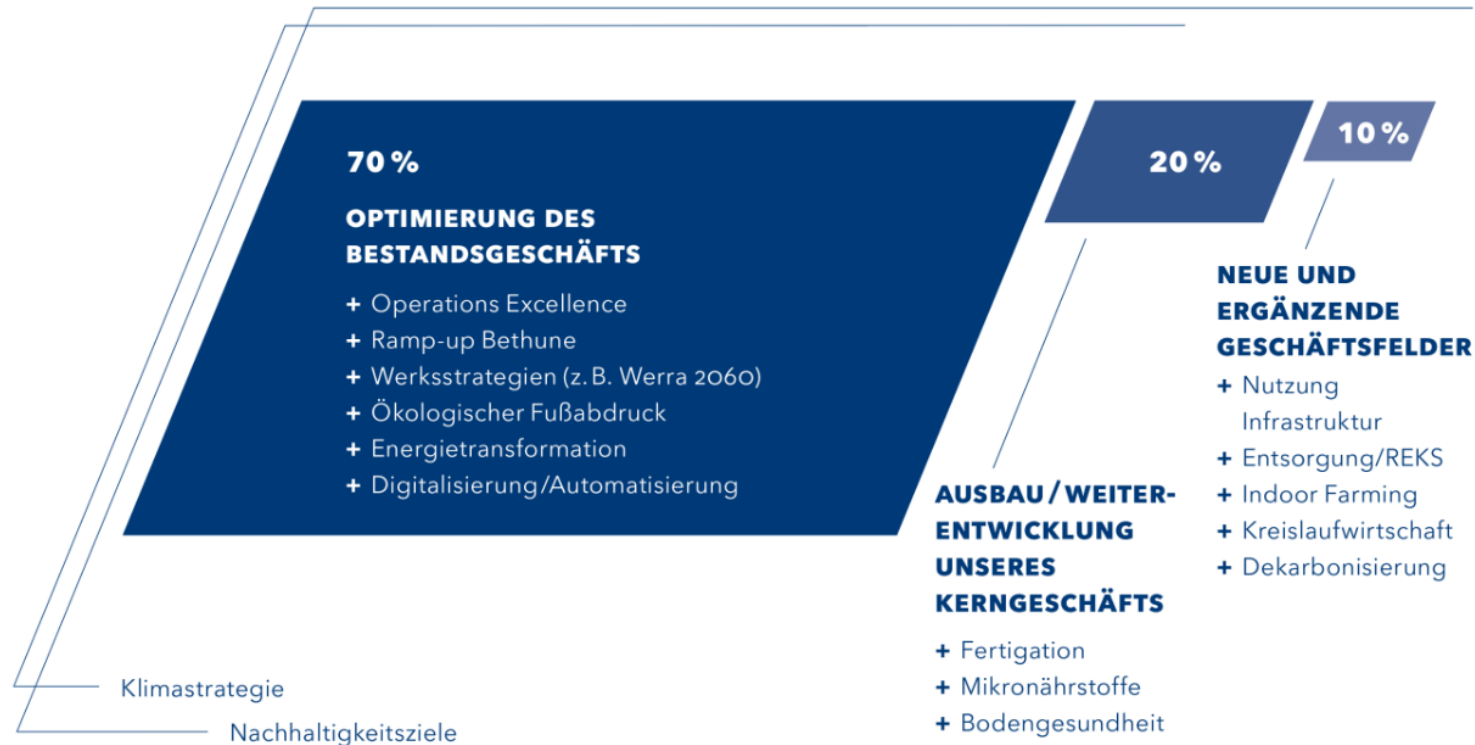 70 %
OPTIMIERUNG DES
BESTANDSGESCHÄFTS
+ Operations Excellence
+ Ramp-up Bethune
+ Werksstrategien (z. B. Werra 2060)
+ Ökologischer Fußabdruck
+ Energietransformation
+ Digitalisierung/Automatisierung
20 %
AUSBAU / WEITER-
ENTWICKLUNG
UNSERES
KERNGESCHÄFTS
+ Fertigation
+ Mikronährstoffe
+ Bodengesundheit
10 %
NEUE UND
ERGÄNZENDE
GESCHÄFTSFELDER
+ Nutzung
Infrastruktur
+ Entsorgung/REKS
+ Indoor Farming
+ Kreislaufwirtschaft
+ Dekarbonisierung
Klimastrategie
Nachhaltigkeitsziele